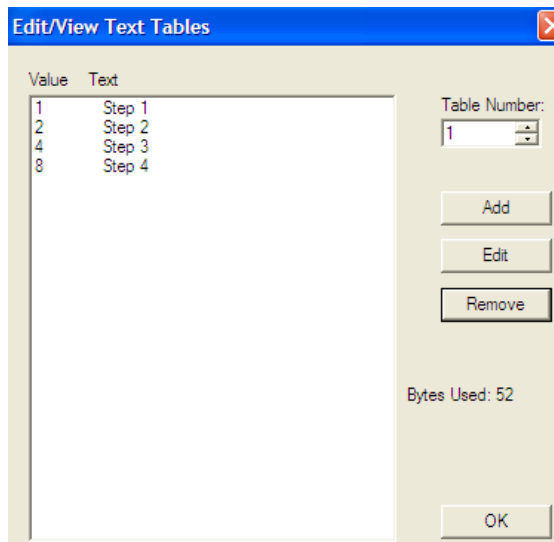 Edit/View Text Tables
Value Text
1 Step 1
2 Step 2
4 Step 3
8 Step 4
Table Number:
1
Add
Edit
Remove
Bytes Used: 52
OK